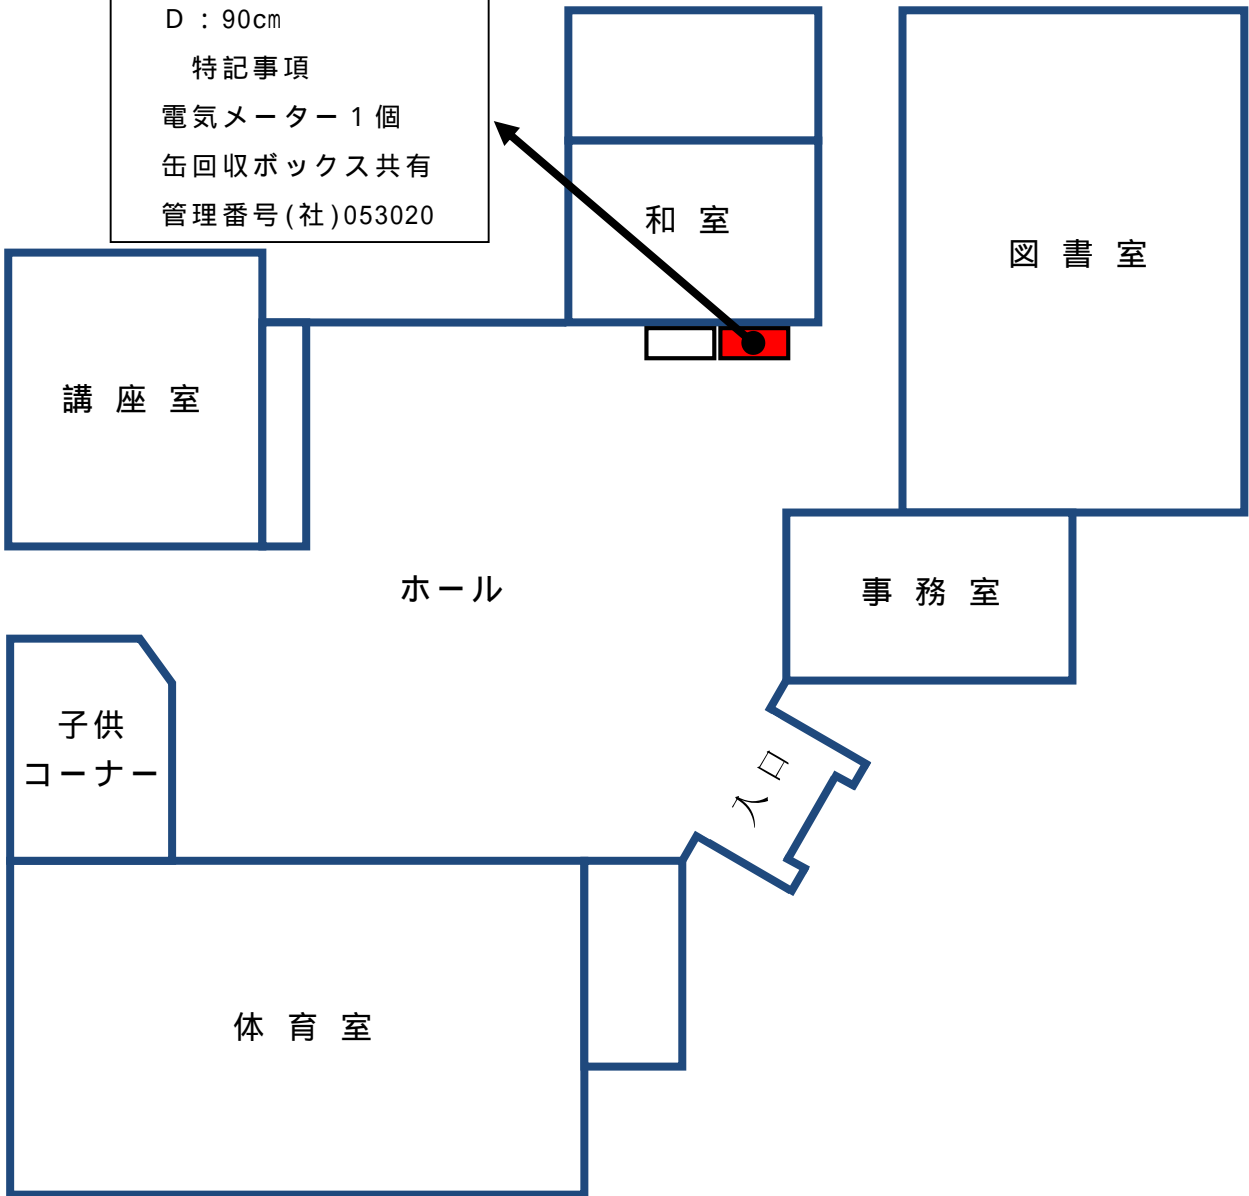 D : 90㎝
特記事項
電気メーター1個
缶回収ボックス共有
管理番号(社)053020
和室
図書室
講座室
ホール
事務室
子供
コーナー
入口
体育室